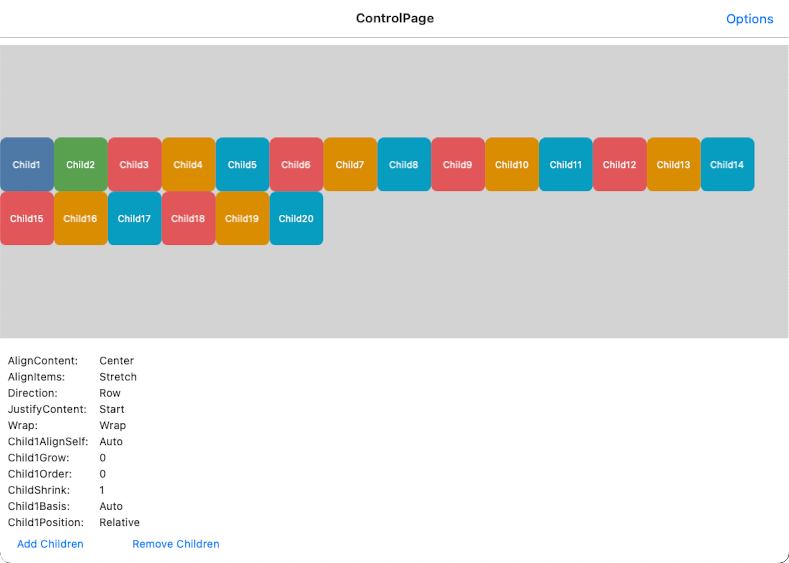 ControlPage
Options
Child1 Child2 Child3 Child4 Child5 Child6 Child7 Child8 Child9 Child10 Child11 Child12 Child13 Child14
Child15 Child16 Child17 Child18 Child19 Child20
AlignContent: Center
AlignItems: Stretch
Direction: Row
JustifyContent: Start
Wrap: Wrap
Child1AlignSelf: Auto
Child1Grow: 0
Child1Order: 0
ChildShrink: 1
Child1Basis: Auto
Child1Position: Relative
Add Children Remove Children